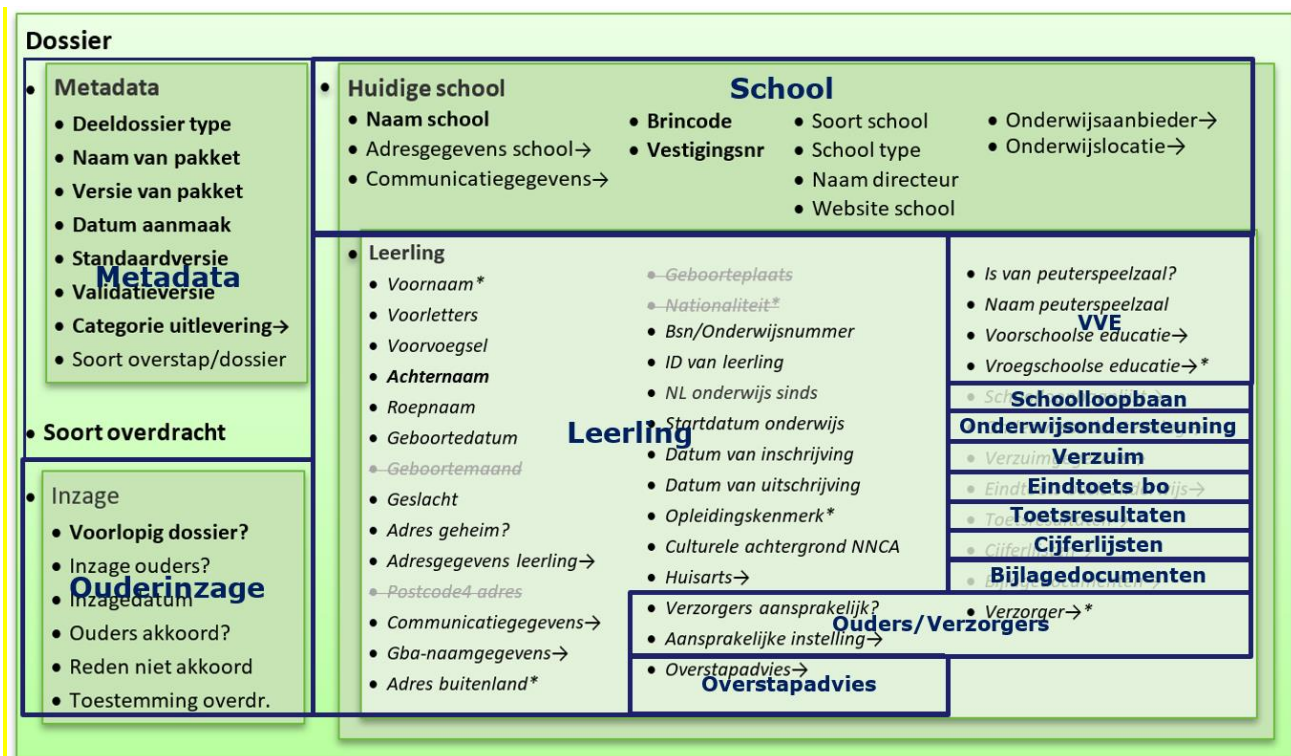 Dossier
• Metadata
• Deeldossier type
• Naam van pakket
• Versie van pakket
• Datum aanmaak
• Standaardversie
Metadata
• Validatieversie
• Categorie uitlevering→
• Soort overstap/dossier
• Soort overdracht
• Inzage
• Voorlopig dossier?
• Inzage ouders?
Ouderinzage
• Inzagedatum
• Ouders akkoord?
• Reden niet akkoord
• Toestemming overdr.
• Huidige school
School
• Naam school
• Adresgegevens school→
• Communicatiegegevens→
• Brincode
• Vestigingsnr
• Soort school
• School type
• Naam directeur
• Website school
• Onderwijsaanbieder→
• Onderwijslocatie→
• Leerling
• Voornaam*
• Voorletters
• Voorvoegsel
• Achternaam
• Roepnaam
• Geboortedatum
• Geboortemaand
• Geslacht
• Adres geheim?
• Adresgegevens leerling→
• Postcode4 adres
• Communicatiegegevens→
• Gba-naamgegevens→
• Adres buitenland*
Leerling
• Geboorteplaats
• Nationaliteit*
• Bsn/Onderwijsnummer
• ID van leerling
• NL onderwijs sinds
• Startdatum onderwijs
• Datum van inschrijving
• Datum van uitschrijving
• Opleidingskenmerk*
• Culturele achtergrond NNCA
• Huisarts→
• Verzorgers aansprakelijk?
Ouders/Verzorgers
• Aansprakelijke instelling→
• Overstapadvies→
Overstapadvies
• Is van peuterspeelzaal?
• Naam peuterspeelzaal
VVE
• Voorschoolse educatie→
• Vroegschoolse educatie→*
Schoolloopbaan
Onderwijsondersteuning
Verzuim
Eindtoets bo
Toetsresultaten
• Toetsresultaten→
Cijferlijsten
• Cijferlijsten→
Bijlagedocumenten
• Bijlagedocumenten→
• Verzorger→*